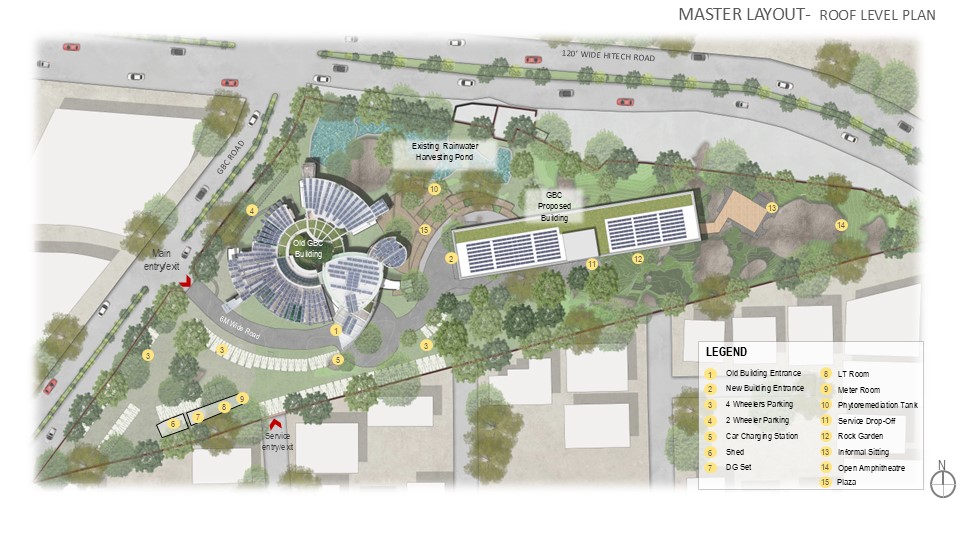 MASTER LAYOUT- ROOF LEVEL PLAN
120' WIDE HITECH ROAD
GBC ROAD
Existing Rainwater
Harvesting Pond
10
GBC
Proposed
Building
13
4
15
14
Old GBC
Building
Main
entry/exit
2
11
12
8M Wide Road
1
3
3
5
3
6
7
8
9
Service
entry/exit
LEGEND
1 Old Building Entrance
2 New Building Entrance
3 4 Wheelers Parking
4 2 Wheeler Parking
5 Car Charging Station
6 Shed
7 DG Set
8 LT Room
9 Meter Room
10 Phytoremediation Tank
11 Service Drop-Off
12 Rock Garden
13 Informal Sitting
14 Open Amphitheatre
15 Plaza
N